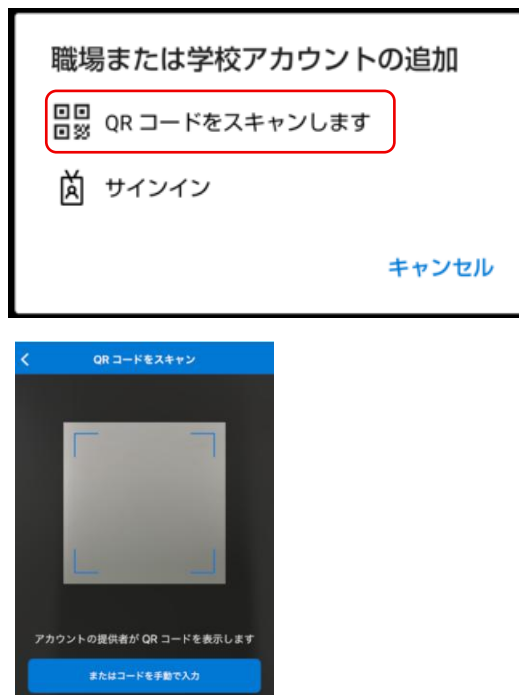 職場または学校アカウントの追加
QR コードをスキャンします
サインイン
キャンセル
QR コードをスキャン
アカウントの提供者が QR コードを表示します
またはコードを手動で入力